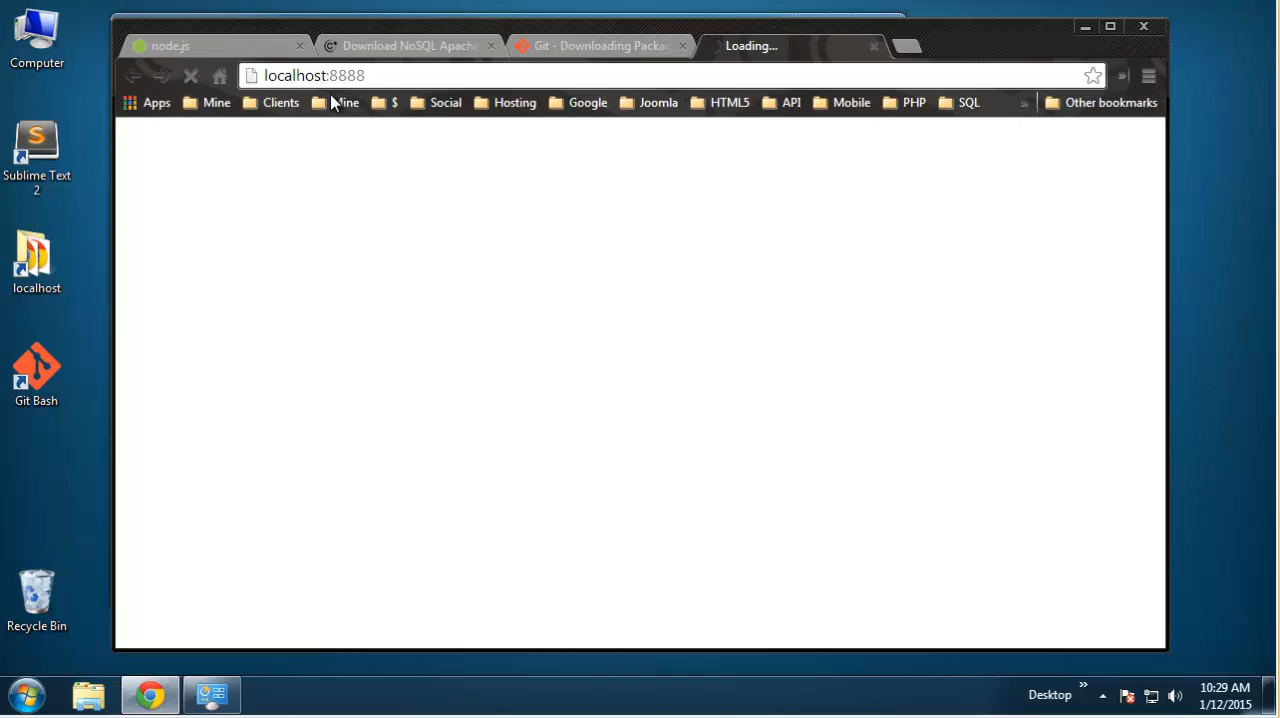 Computer
Sublime Text
2
localhost
Git Bash
Recycle Bin
node.js
Download NoSQL Apache
Git - Downloading Packag
Loading...
localhost:8888
Apps
Mine
Clients
Mine
$
Social
Hosting
Google
Joomla
HTML5
API
Mobile
PHP
SQL
»
Other bookmarks
Desktop
»
10:29 AM
1/12/2015